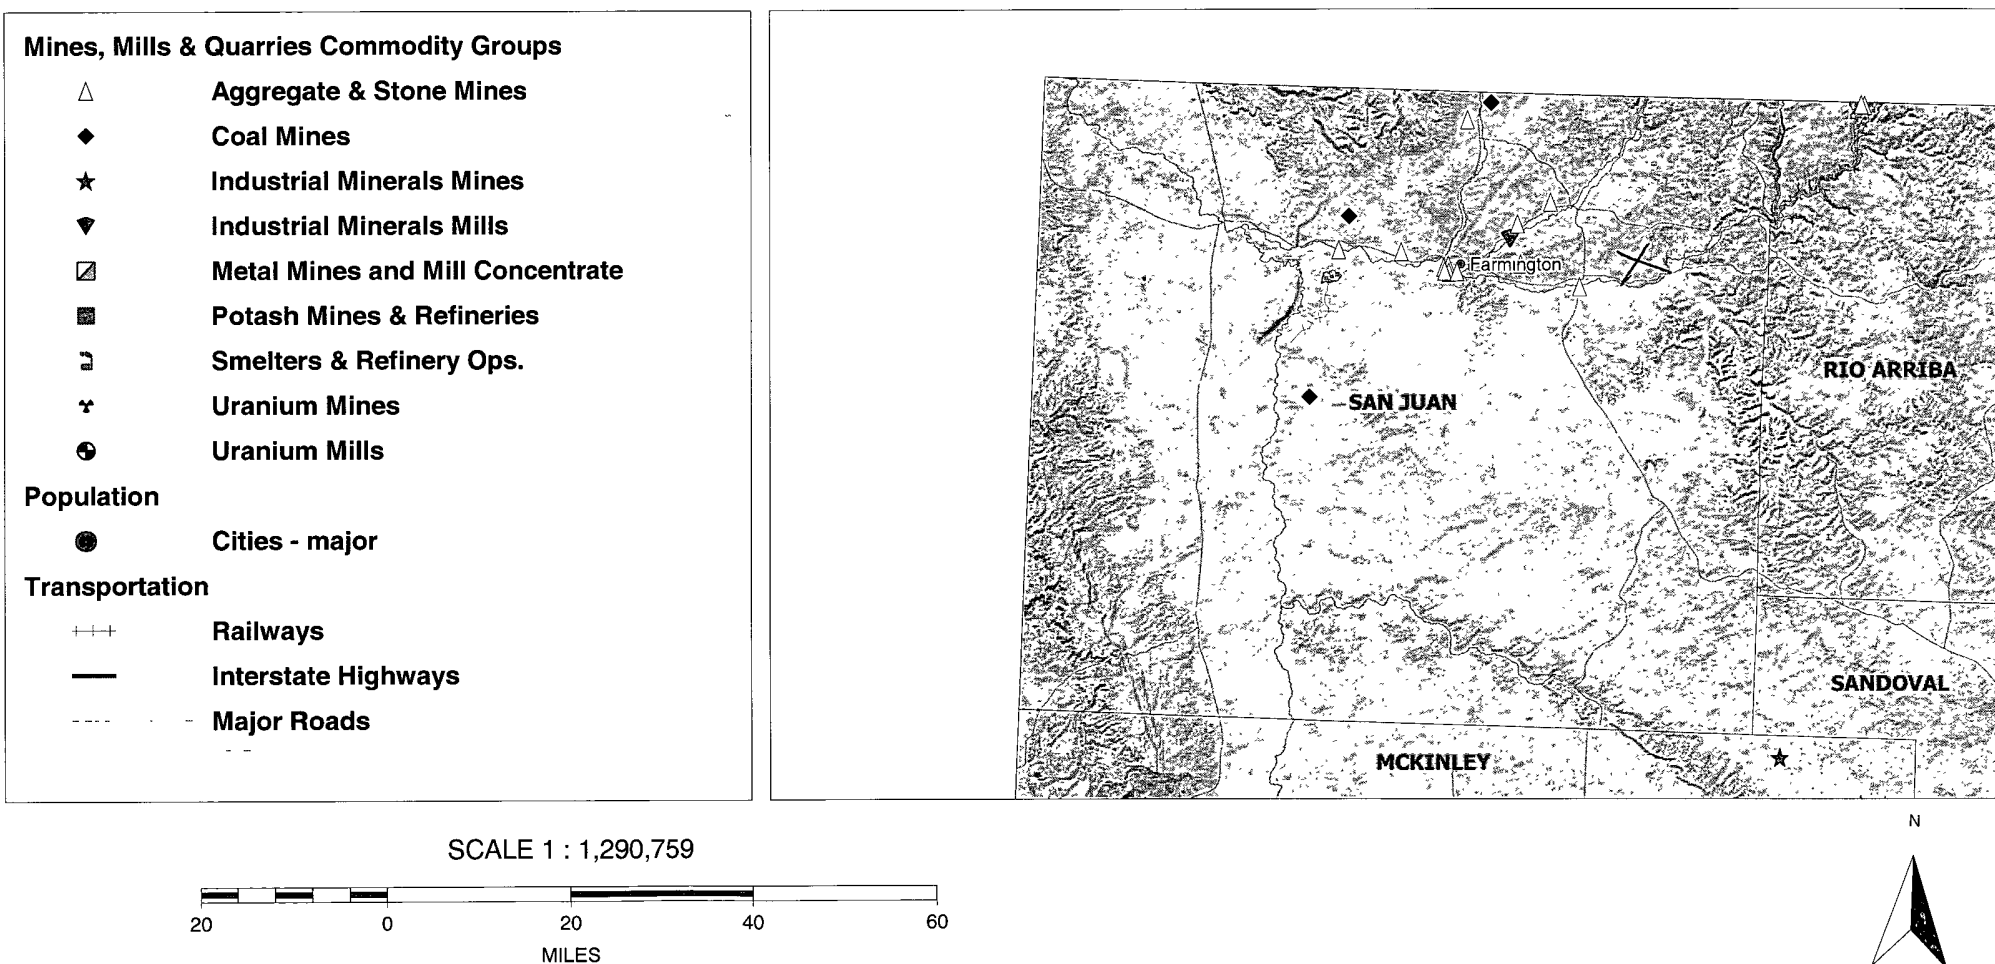 Mines, Mills & Quarries Commodity Groups
Aggregate & Stone Mines
Coal Mines
Industrial Minerals Mines
Industrial Minerals Mills
Metal Mines and Mill Concentrate
Potash Mines & Refineries
Smelters & Refinery Ops.
Uranium Mines
Uranium Mills
Population
Cities - major
Transportation
Railways
Interstate Highways
Major Roads
Farmington
RIO ARRIBA
SAN JUAN
SANDOVAL
MCKINLEY
SCALE 1 : 1,290,759
20 0 20 40 60
MILES
N